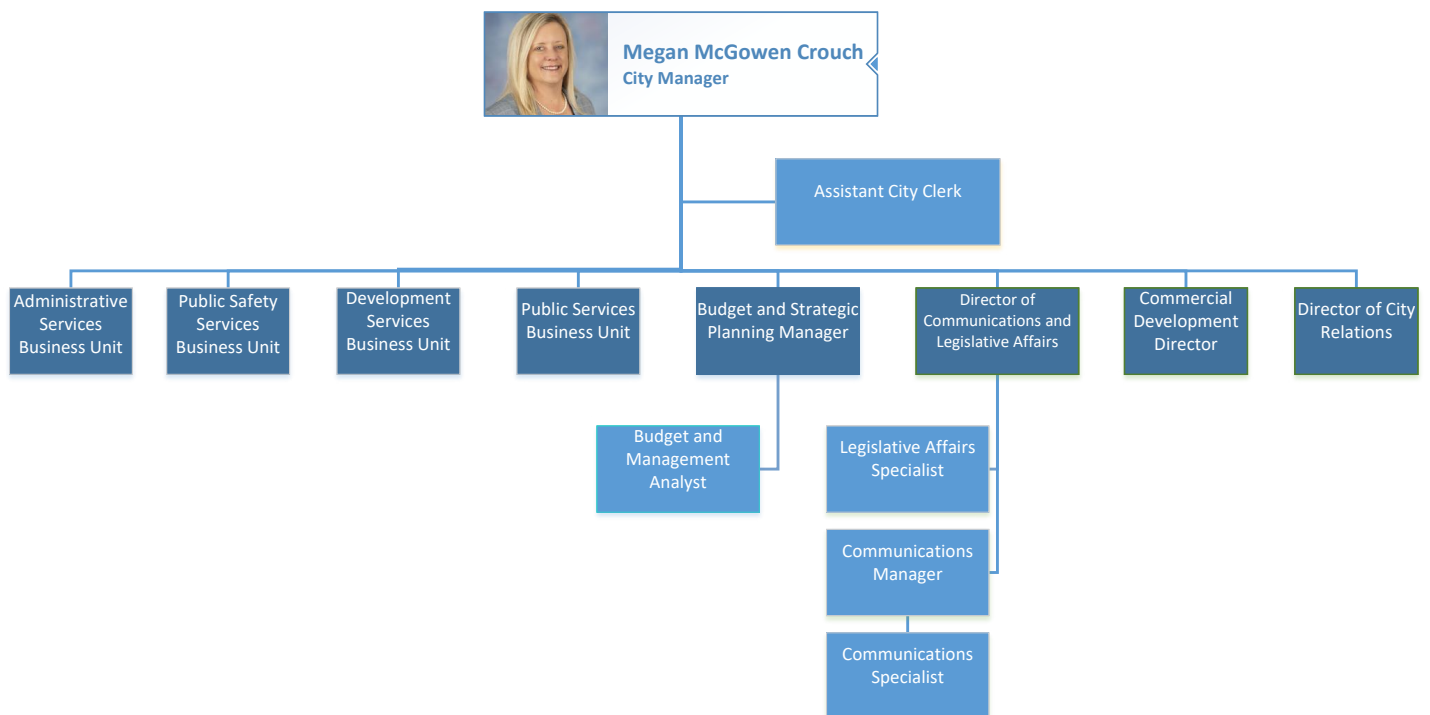 Megan McGowen Crouch
City Manager
Assistant City Clerk
Administrative
Services
Business Unit
Public Safety
Services
Business Unit
Development
Services
Business Unit
Public Services
Business Unit
Budget and Strategic
Planning Manager
Director of
Communications and
Legislative Affairs
Commercial
Development
Director
Director of City
Relations
Budget and
Management
Analyst
Legislative Affairs
Specialist
Communications
Manager
Communications
Specialist